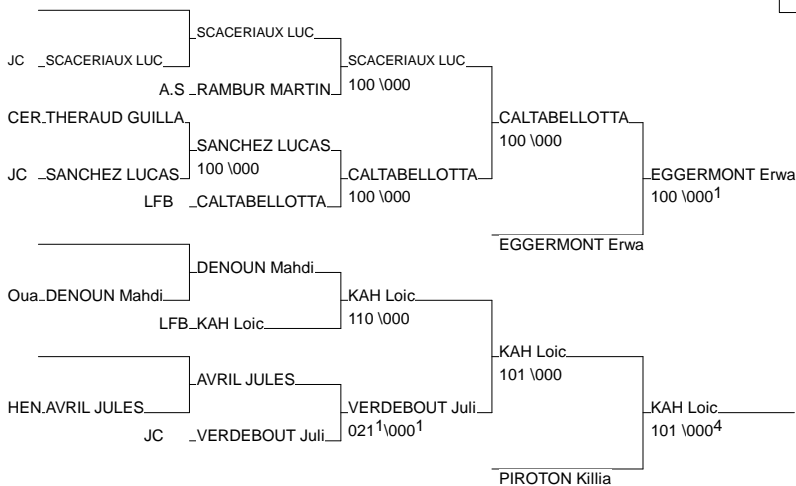 SCACERIAUX LUC
JC SCACERIAUX LUC
SCACERIAUX LUC
100 \000
A.S RAMBUR MARTIN
CER THERAUD GUILLA
SANCHEZ LUCAS
100 \000
JC SANCHEZ LUCAS
CALTABELLOTTA
100 \000
LFB CALTABELLOTTA
CALTABELLOTTA
100 \000
EGGERMONT Erwa
100 \000¹
EGGERMONT Erwa
DENOUN Mahdi
Oua DENOUN Mahdi
KAH Loic
110 \000
LFB KAH Loic
KAH Loic
101 \000
AVRIL JULES
HEN AVRIL JULES
VERDEBOUT Juli
021¹\000¹
JC VERDEBOUT Juli
KAH Loic
101 \000⁴
PIROTON Killia